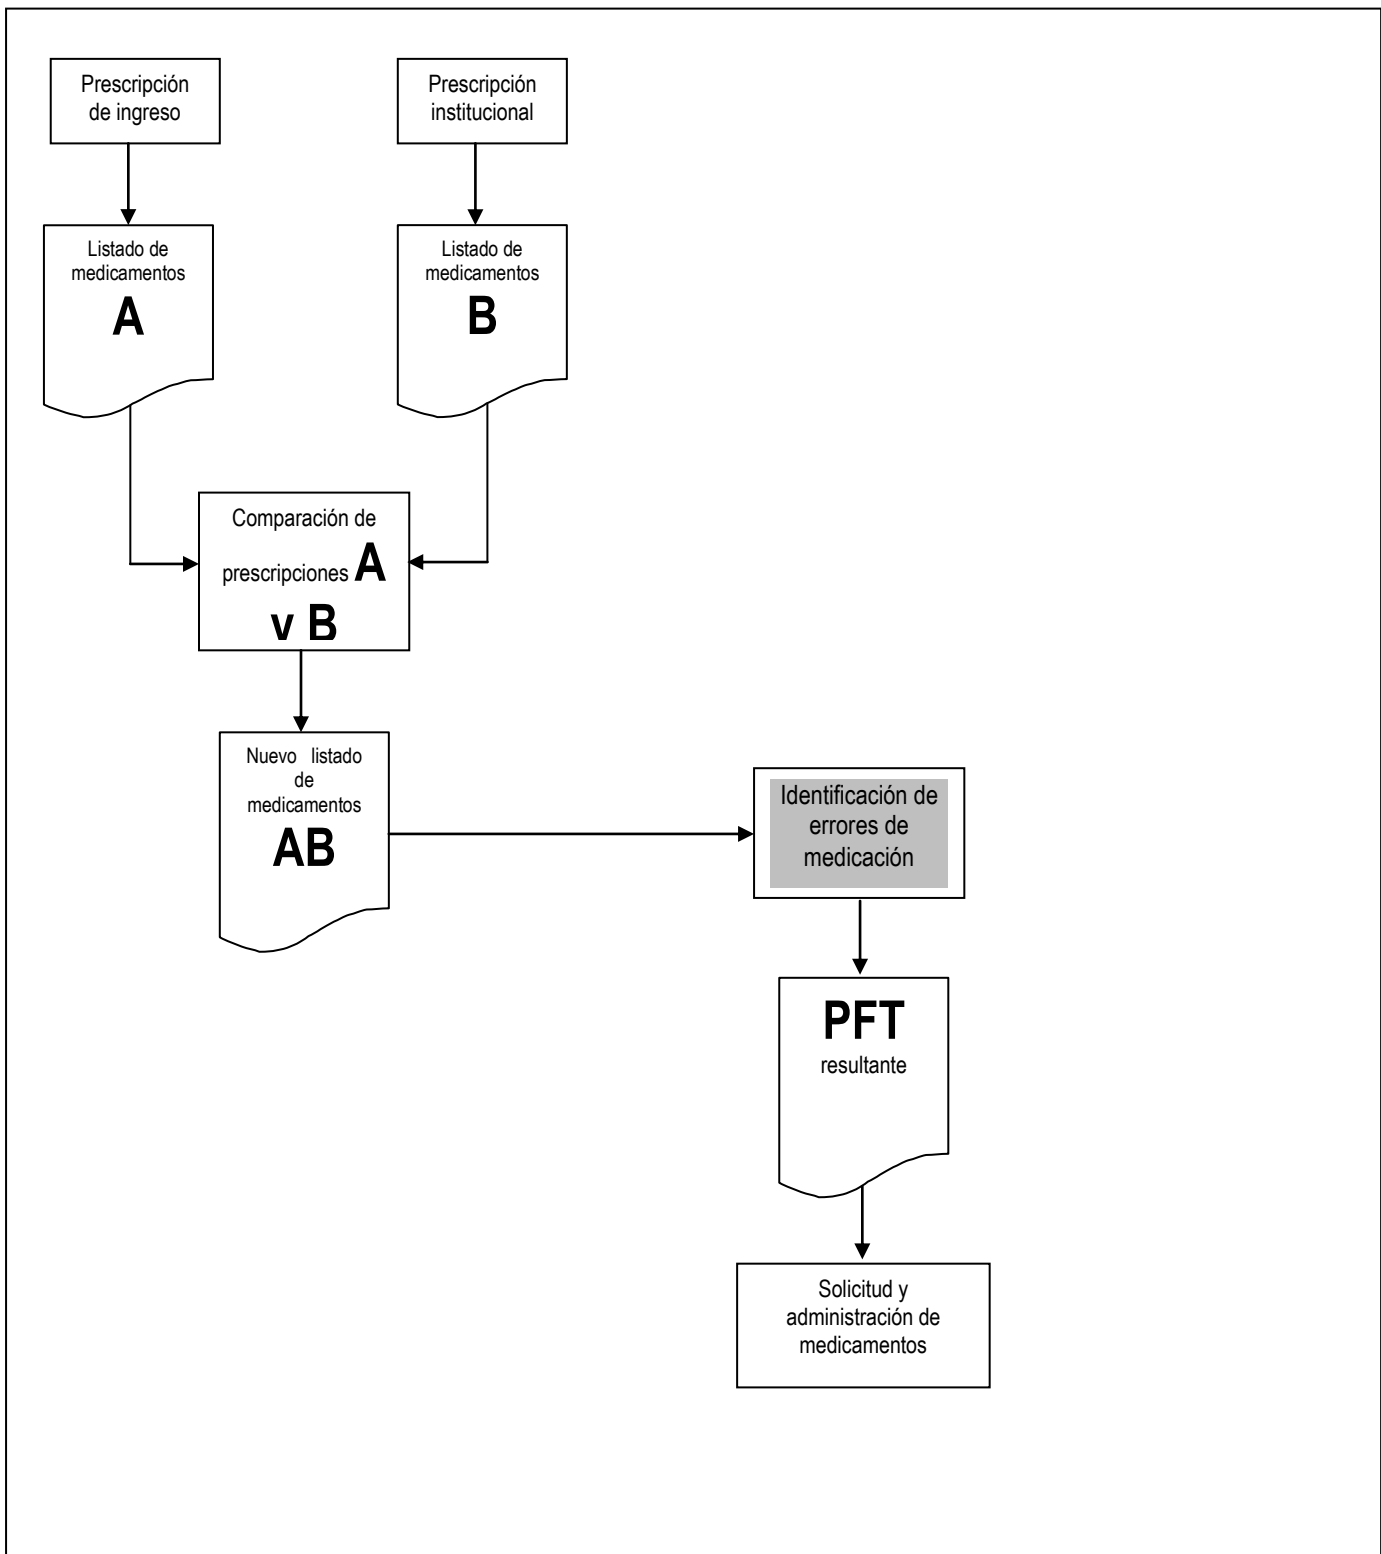 Prescripción
de ingreso
Prescripción
institucional
Listado de
medicamentos
A
Listado de
medicamentos
B
Comparación de
prescripciones A
v B
Nuevo listado
de
medicamentos
AB
Identificación de
errores de
medicación
PFT
resultante
Solicitud y
administración de
medicamentos